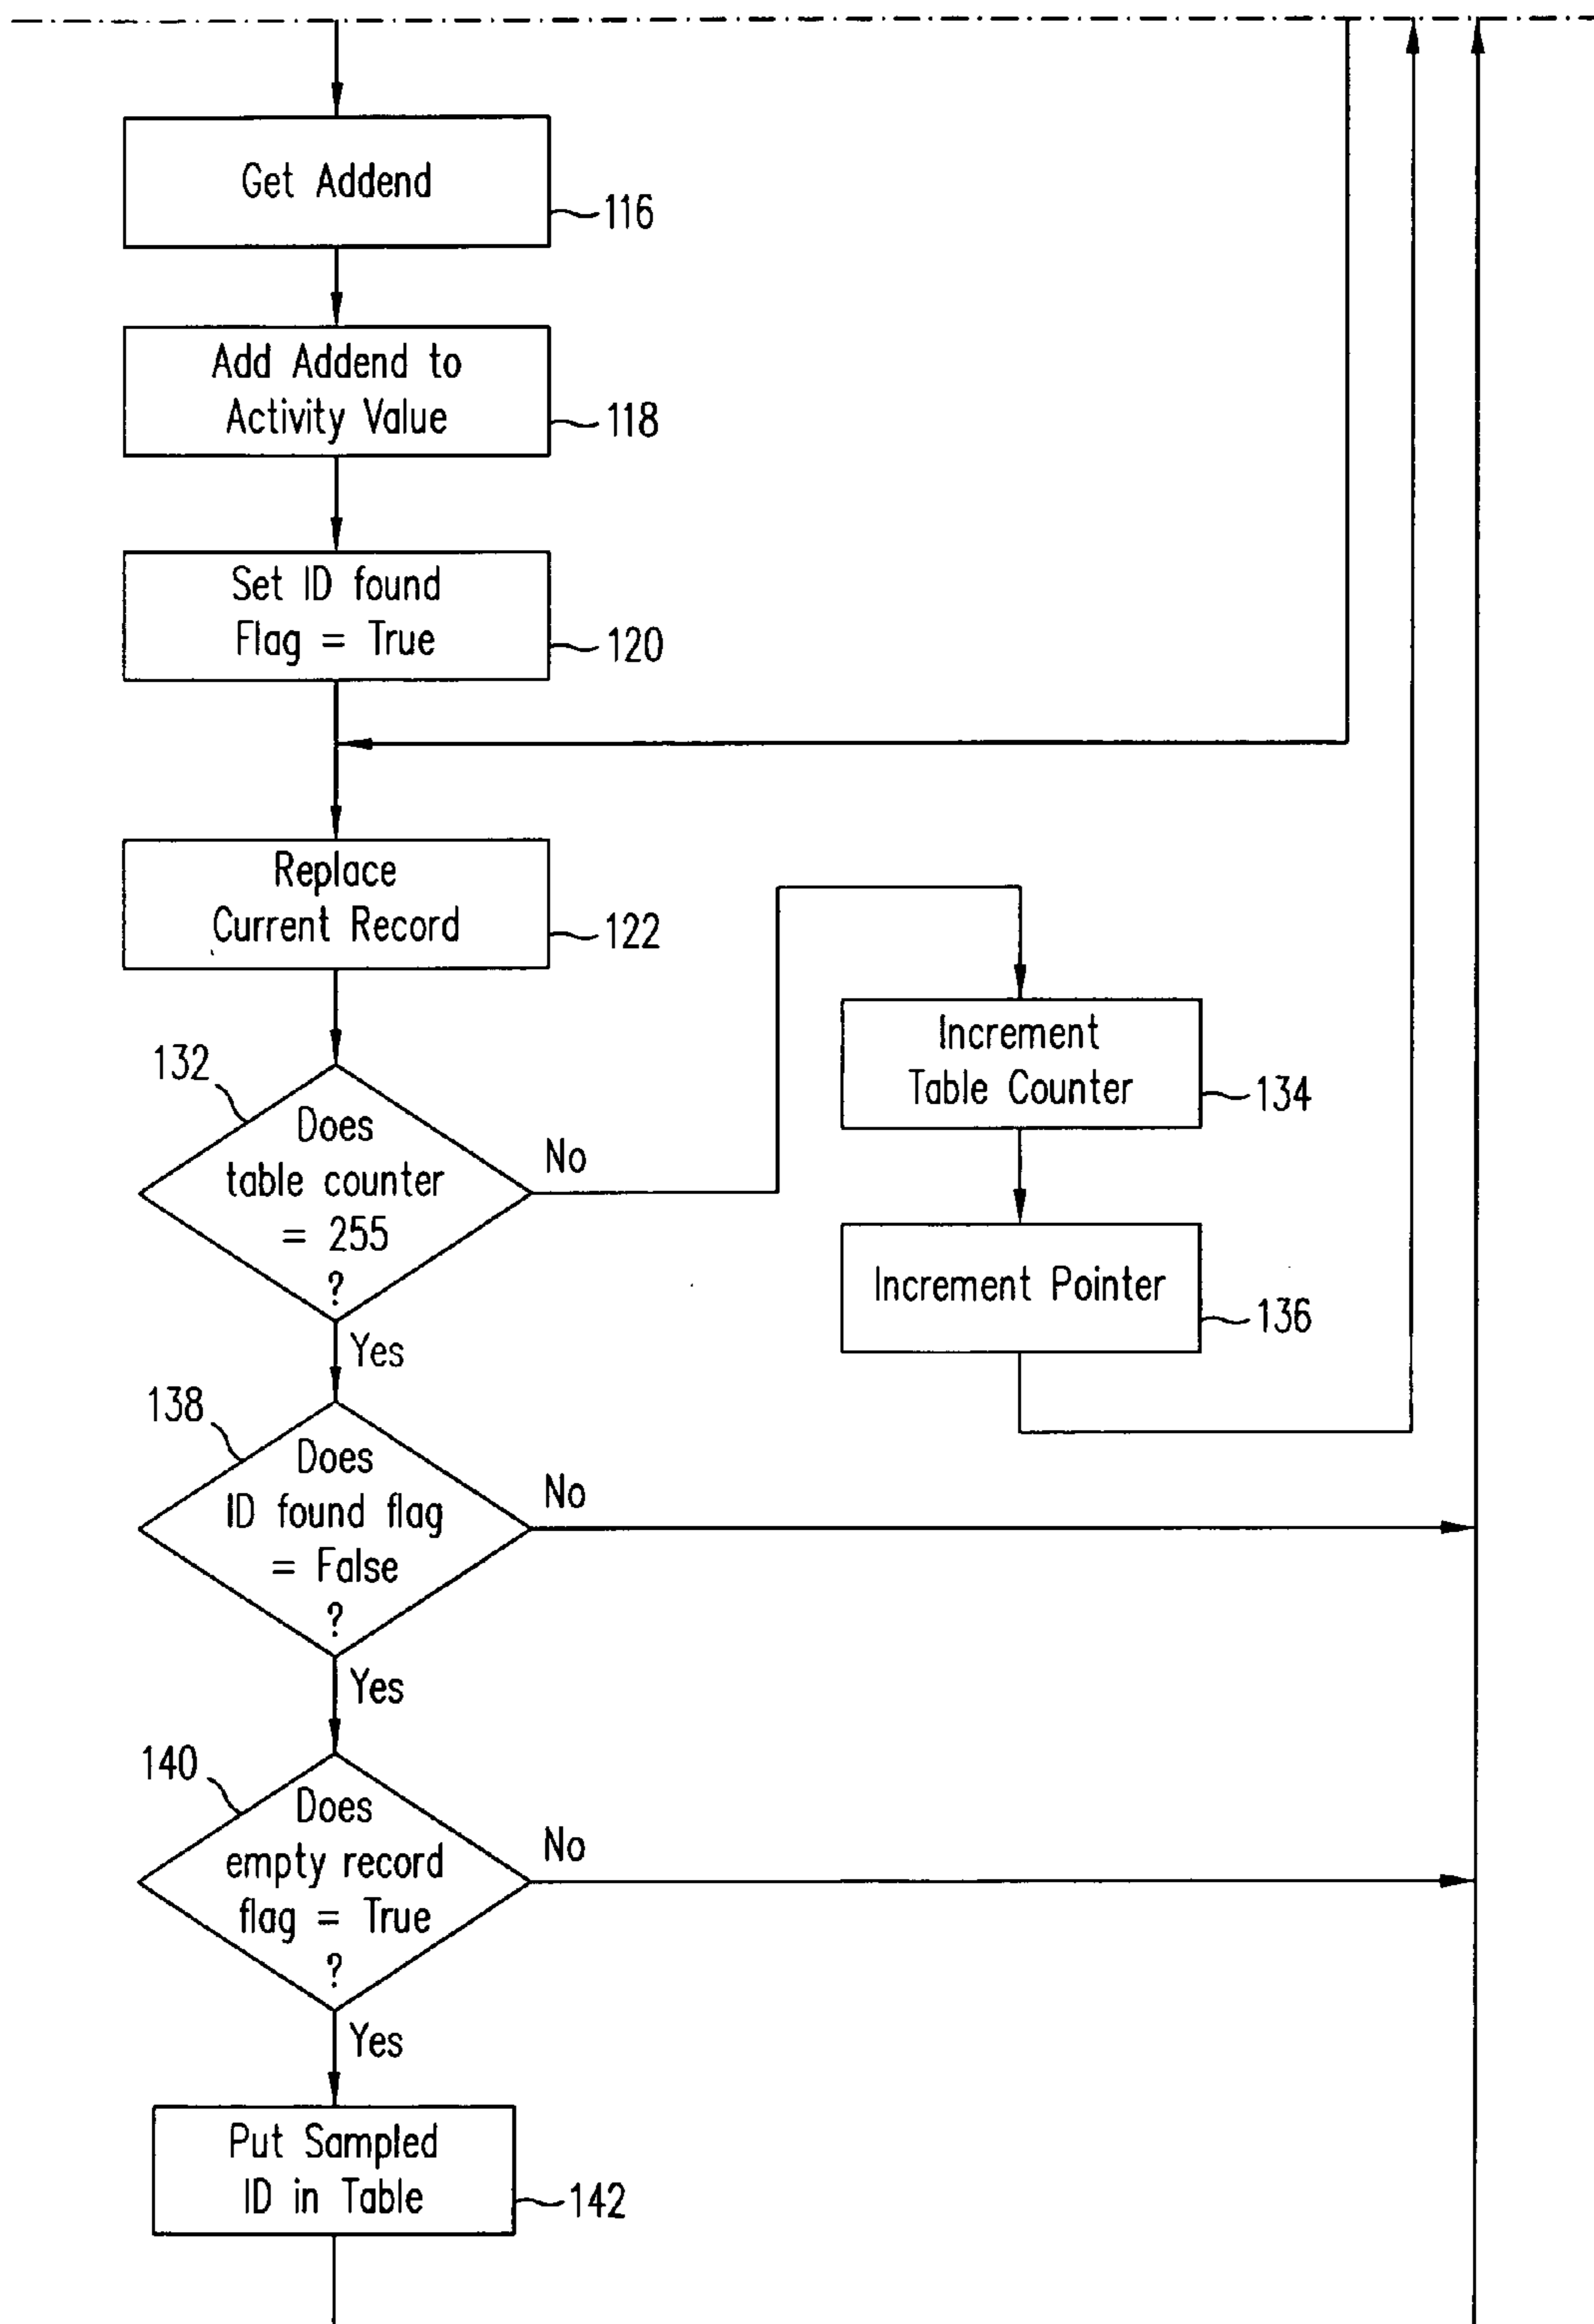 Get Addend
116
Add Addend to
Activity Value
118
Set ID found
Flag = True
120
Replace
Current Record
122
132
Does
table counter
= 255
?
No
Yes
Increment
Table Counter
134
Increment Pointer
136
138
Does
ID found flag
= False
?
No
Yes
140
Does
empty record
flag = True
?
No
Yes
Put Sampled
ID in Table
142